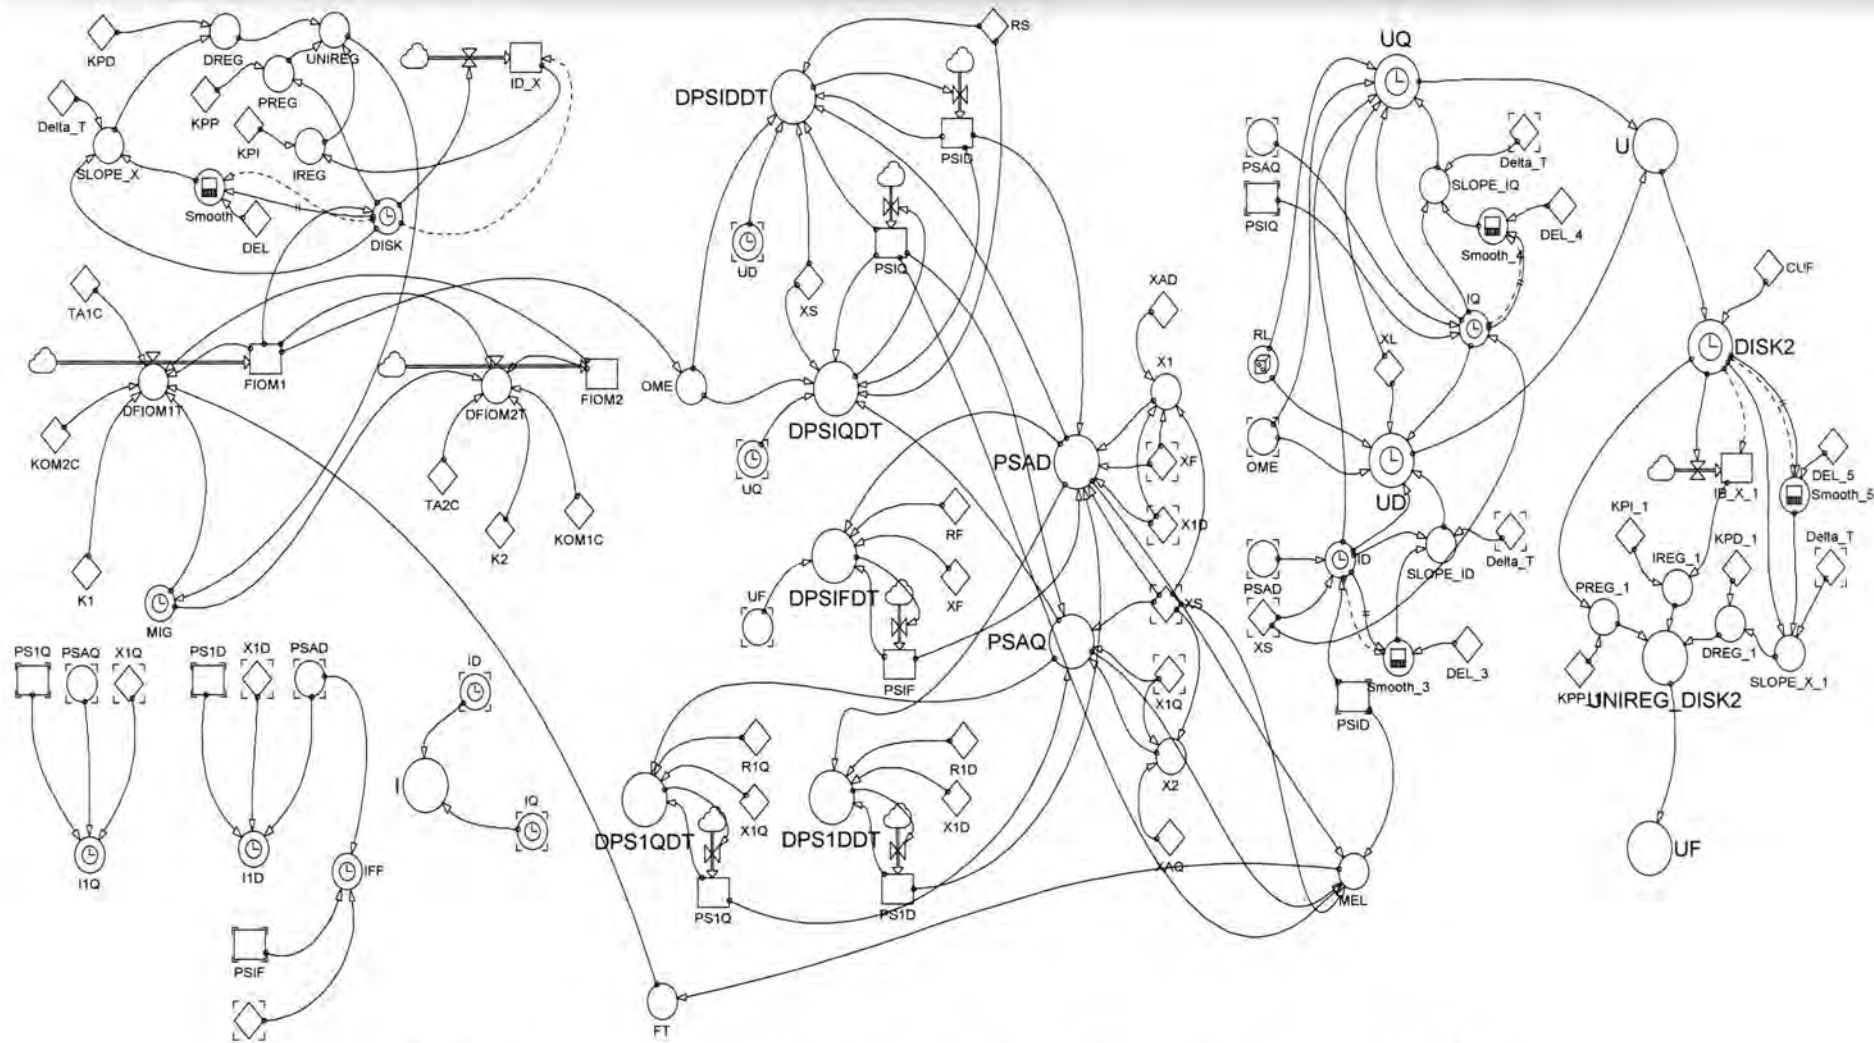 KPD
DREG
UNIREG
ID_X
PREG
KPP
Delta_T
KPI
SLOPE_X
IREG
Smooth
DEL
DISK
TA1C
FIOM1
DFIOM1T
KOM2C
K1
MIG
DFIOM2T
FIOM2
TA2C
K2
KOM1C
OME
RS
DPSIDDT
PSID
UD
XS
PSIQ
DPSIQDT
UQ
PSAD
XAD
X1
XF
X1D
RF
XF
DPSIFDT
UF
PSIF
PSAQ
XS
X1Q
X2
XAQ
R1Q
X1Q
DPS1QDT
PS1Q
R1D
X1D
DPS1DDT
PS1D
MEL
FT
UQ
PSAQ
PSIQ
Delta_T
SLOPE_IQ
DEL_4
Smooth_4
IQ
RL
XL
OME
UD
ID
SLOPE_ID
Delta_T
PSAD
XS
Smooth_3
DEL_3
PSID
U
CUF
DISK2
IB_X_1
DEL_5
Smooth_5
KPI_1
IREG_1
KPD_1
Delta_T
PREG_1
DREG_1
SLOPE_X_1
KPP_1
UNIREG_DISK2
UF
PS1Q
PSAQ
X1Q
I1Q
PS1D
X1D
PSAD
I1D
IFF
PSIF
ID
I
IQ